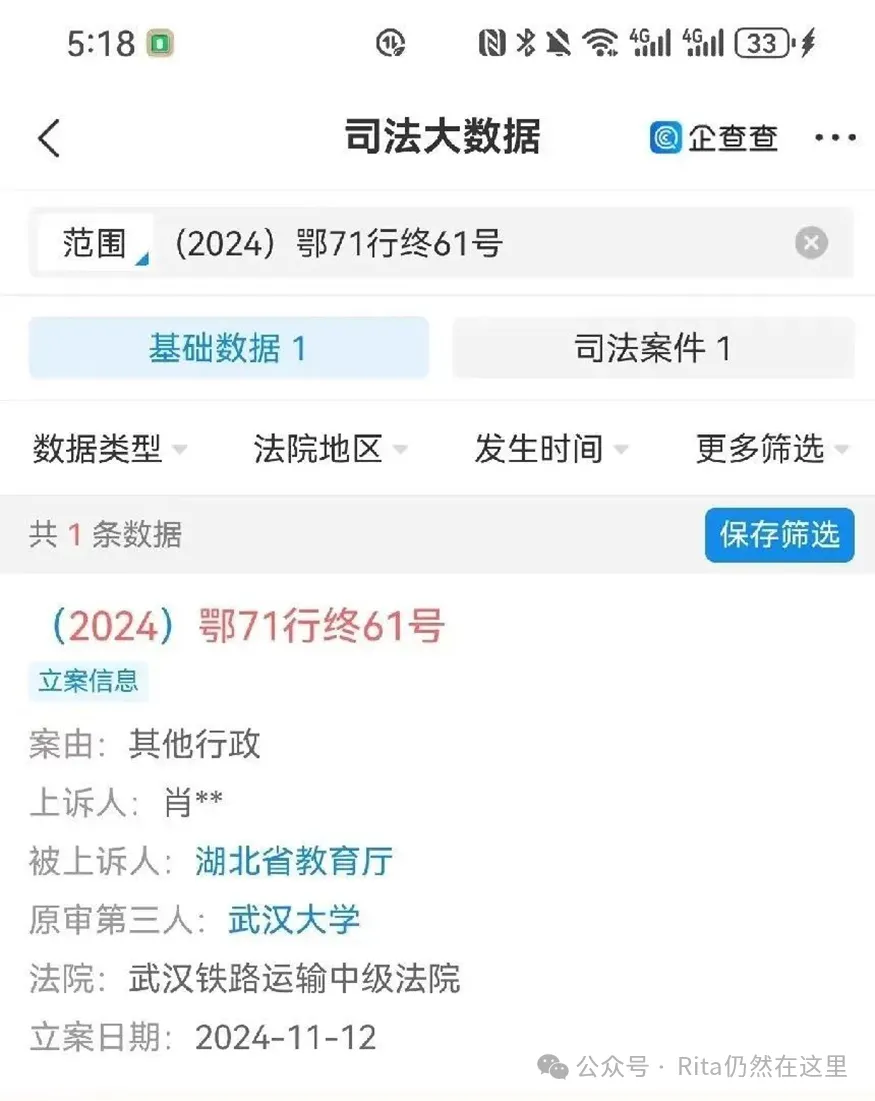 5:18 4G 4G 33
司法大数据 企查查 ···
范围 （2024）鄂71行终61号
基础数据 1 司法案件 1
数据类型 法院地区 发生时间 更多筛选
共 1 条数据 保存筛选
（2024）鄂71行终61号
立案信息
案由：其他行政
上诉人：肖**
被上诉人：湖北省教育厅
原审第三人：武汉大学
法院：武汉铁路运输中级法院
立案日期：2024-11-12
公众号 · Rita仍然在这里